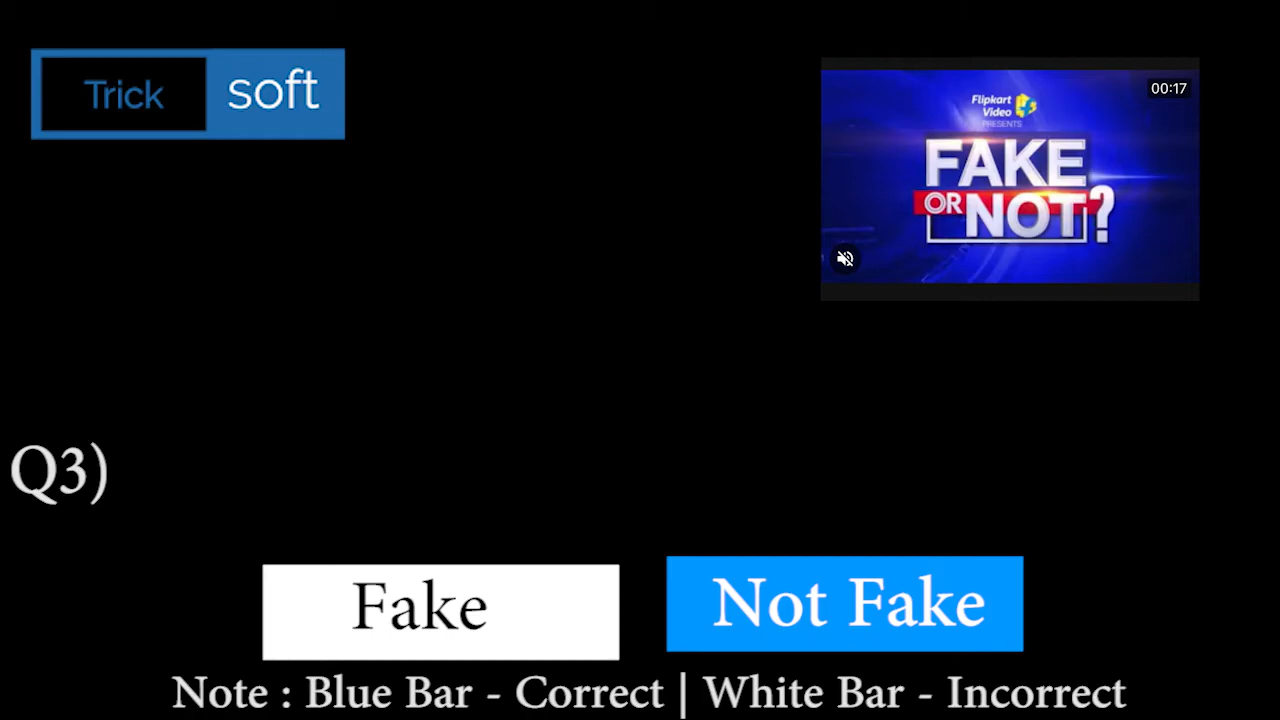 Trick soft
00:17
Flipkart
Video
PRESENTS
FAKE
OR NOT?
Q3)
Fake
Not Fake
Note : Blue Bar - Correct | White Bar - Incorrect